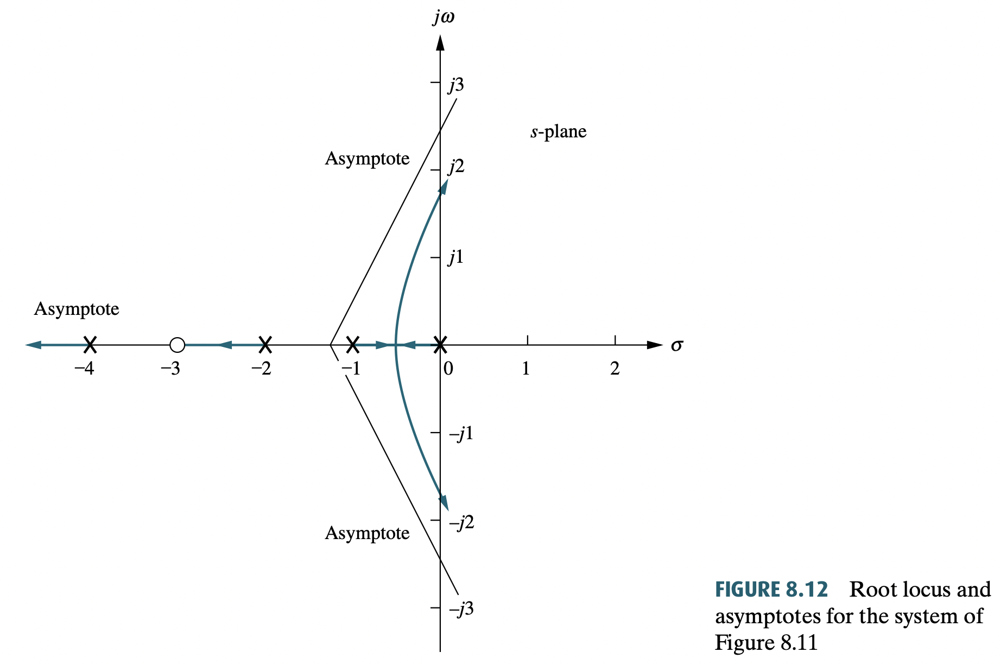 jω
j3
s-plane
Asymptote
j2
j1
Asymptote
σ
−4 −3 −2 −1 0 1 2
−j1
−j2
Asymptote
−j3
FIGURE 8.12 Root locus and
asymptotes for the system of
Figure 8.11